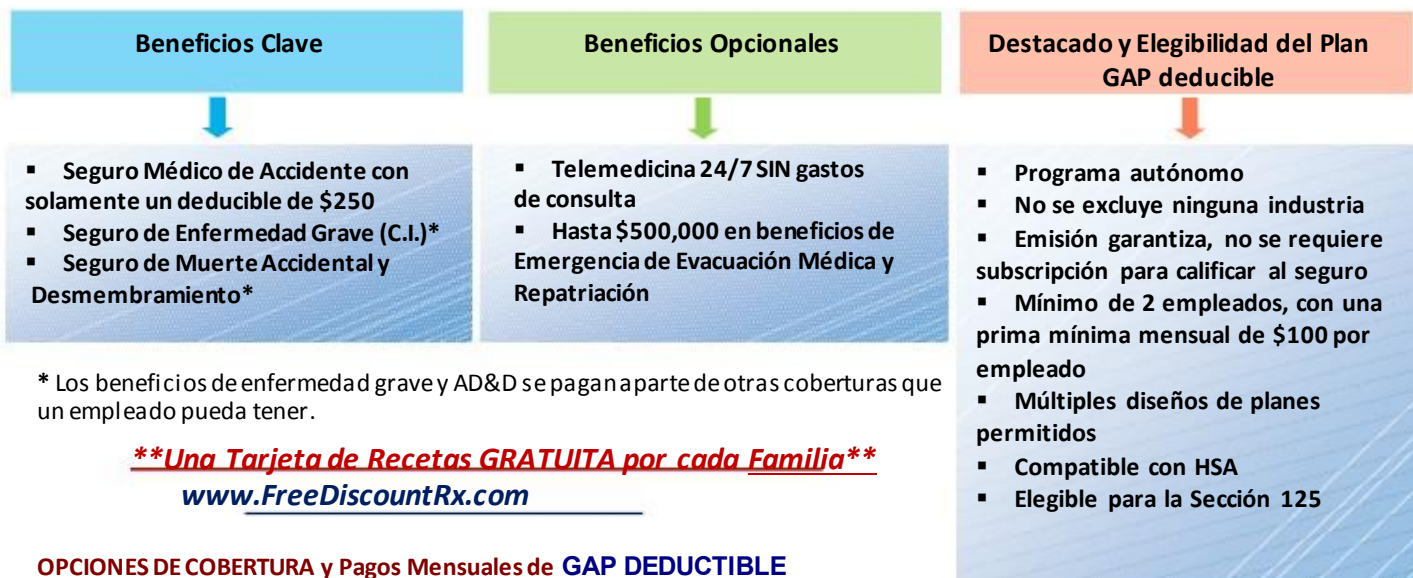 Beneficios Clave
▪ Seguro Médico de Accidente con
solamente un deducible de $250
▪ Seguro de Enfermedad Grave (C.I.)*
▪ Seguro de Muerte Accidental y
Desmembramiento*
Beneficios Opcionales
▪ Telemedicina 24/7 SIN gastos
de consulta
▪ Hasta $500,000 en beneficios de
Emergencia de Evacuación Médica y
Repatriación
Destacado y Elegibilidad del Plan
GAP deducible
▪ Programa autónomo
▪ No se excluye ninguna industria
▪ Emisión garantiza, no se requiere
subscripción para calificar al seguro
▪ Mínimo de 2 empleados, con una
prima mínima mensual de $100 por
empleado
▪ Múltiples diseños de planes
permitidos
▪ Compatible con HSA
▪ Elegible para la Sección 125
* Los beneficios de enfermedad grave y AD&D se pagan aparte de otras coberturas que
un empleado pueda tener.
**Una Tarjeta de Recetas GRATUITA por cada Familia**
www.FreeDiscountRx.com
OPCIONES DE COBERTURA y Pagos Mensuales de GAP DEDUCTIBLE